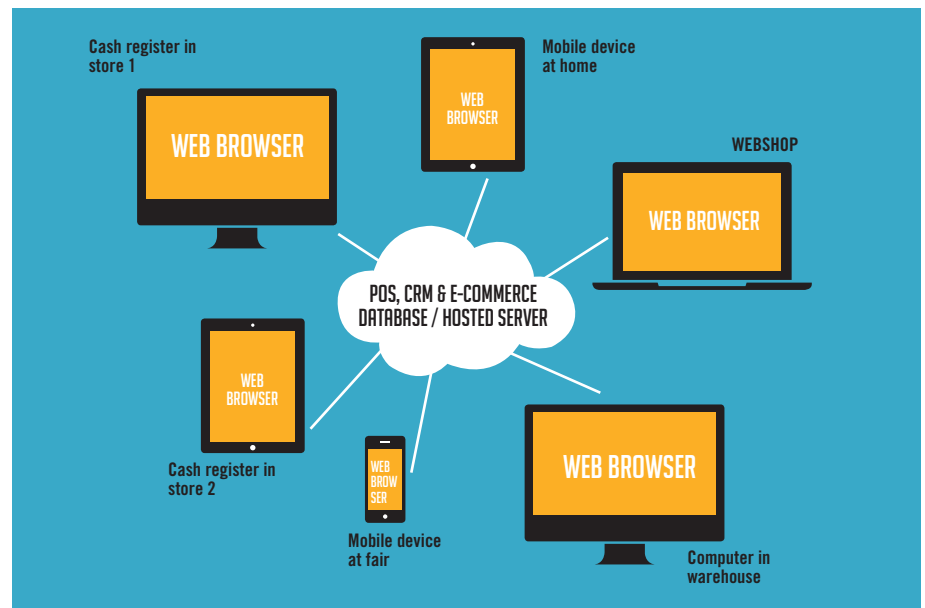 Cash register in
store 1
WEB BROWSER
Mobile device
at home
WEB
BROWSER
WEBSHOP
WEB BROWSER
POS, CRM & E-COMMERCE
DATABASE / HOSTED SERVER
WEB
BROWSER
Cash register in
store 2
WEB
BROW
SER
Mobile device
at fair
WEB BROWSER
Computer in
warehouse